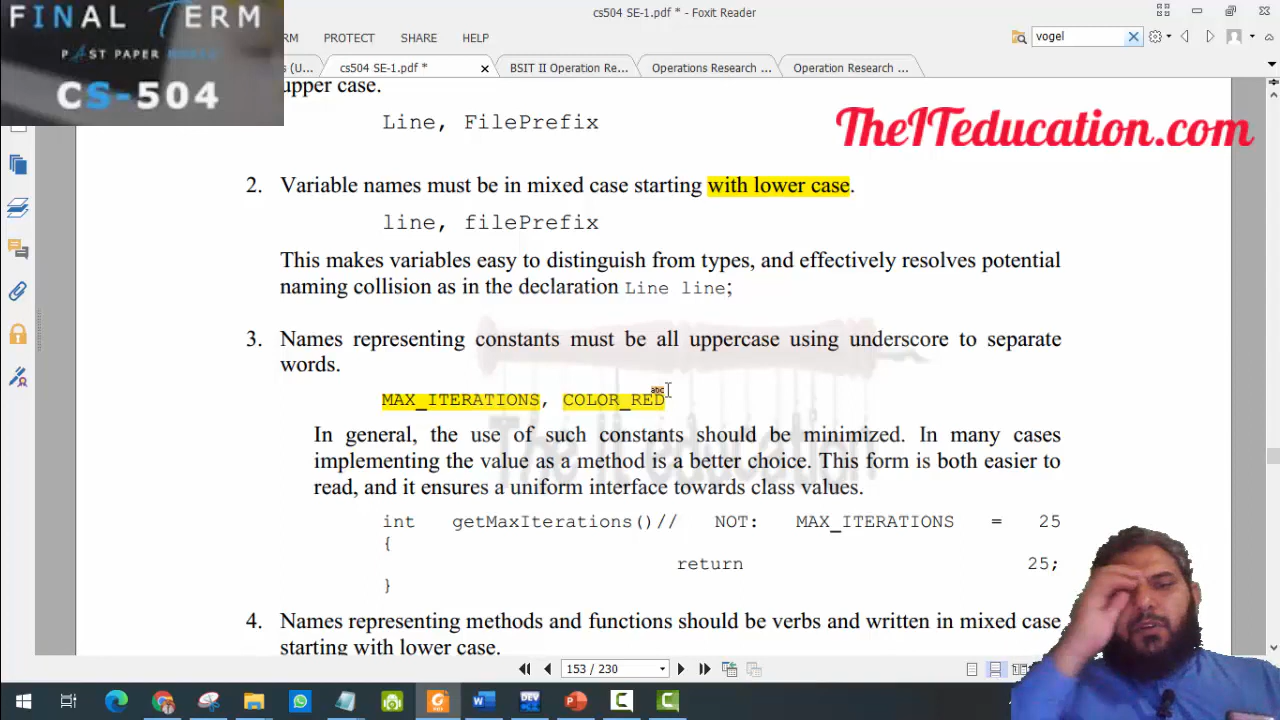 FINAL TERM
PAST PAPER
CS-504
cs504 SE-1.pdf * - Foxit Reader
RM PROTECT SHARE HELP
vogel
s (U...
cs504 SE-1.pdf *
BSIT II Operation Re...
Operations Research ...
Operation Research ...
TheITeducation.com
upper case.
Line, FilePrefix
2. Variable names must be in mixed case starting with lower case.
line, filePrefix
This makes variables easy to distinguish from types, and effectively resolves potential
naming collision as in the declaration Line line;
3. Names representing constants must be all uppercase using underscore to separate
words.
abc
MAX_ITERATIONS, COLOR_RED
In general, the use of such constants should be minimized. In many cases
implementing the value as a method is a better choice. This form is both easier to
read, and it ensures a uniform interface towards class values.
The IT education
int getMaxIterations()// NOT: MAX_ITERATIONS = 25
{
return 25;
}
4. Names representing methods and functions should be verbs and written in mixed case
starting with lower case.
153 / 230